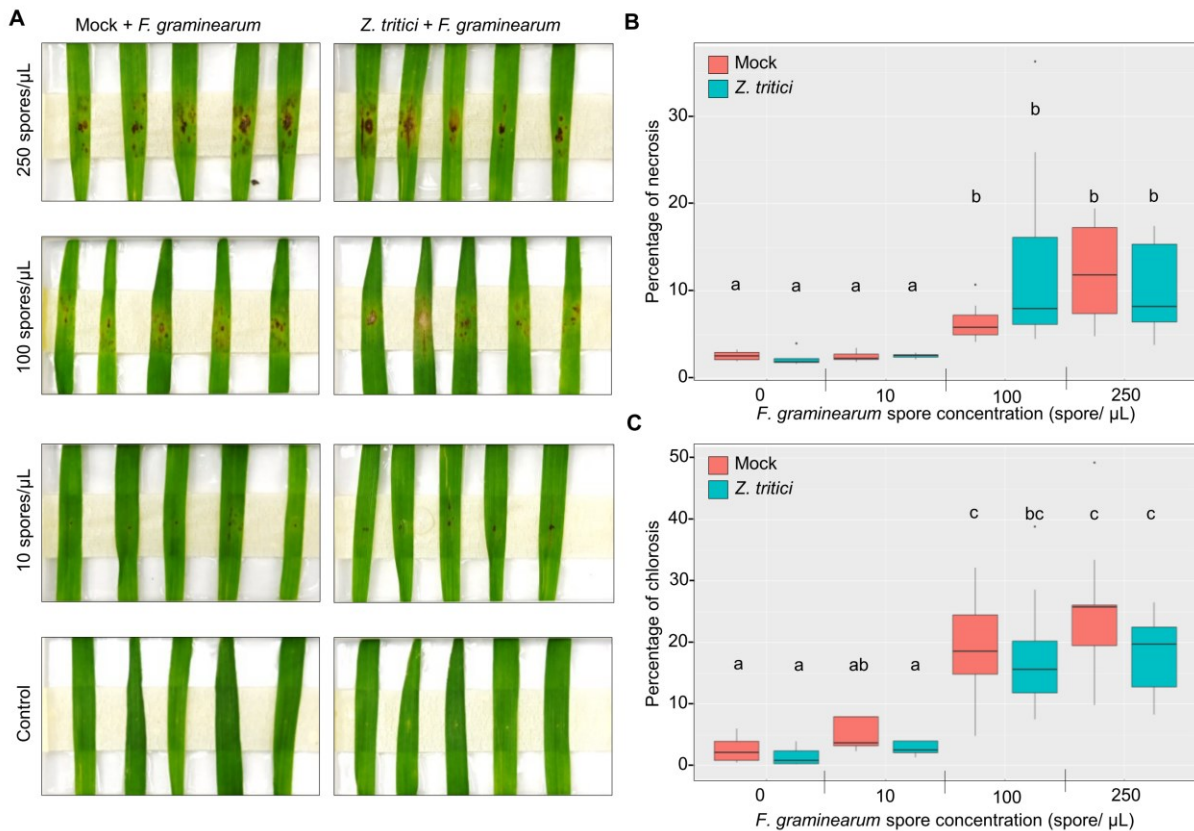 A
Mock + F. graminearum
Z. tritici + F. graminearum
250 spores/µL
100 spores/µL
10 spores/µL
Control
B
Mock
Z. tritici
Percentage of necrosis
30
20
10
0
a
a
a
a
b
b
b
b
0
10
100
250
F. graminearum spore concentration (spore/ µL)
C
Mock
Z. tritici
Percentage of chlorosis
50
40
30
20
10
0
a
a
ab
a
c
bc
c
c
0
10
100
250
F. graminearum spore concentration (spore/ µL)